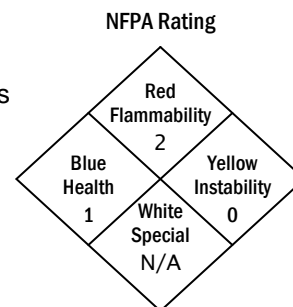 NFPA Rating
s
Red
Flammability
2
Blue
Health
1
Yellow
Instability
0
White
Special
N/A